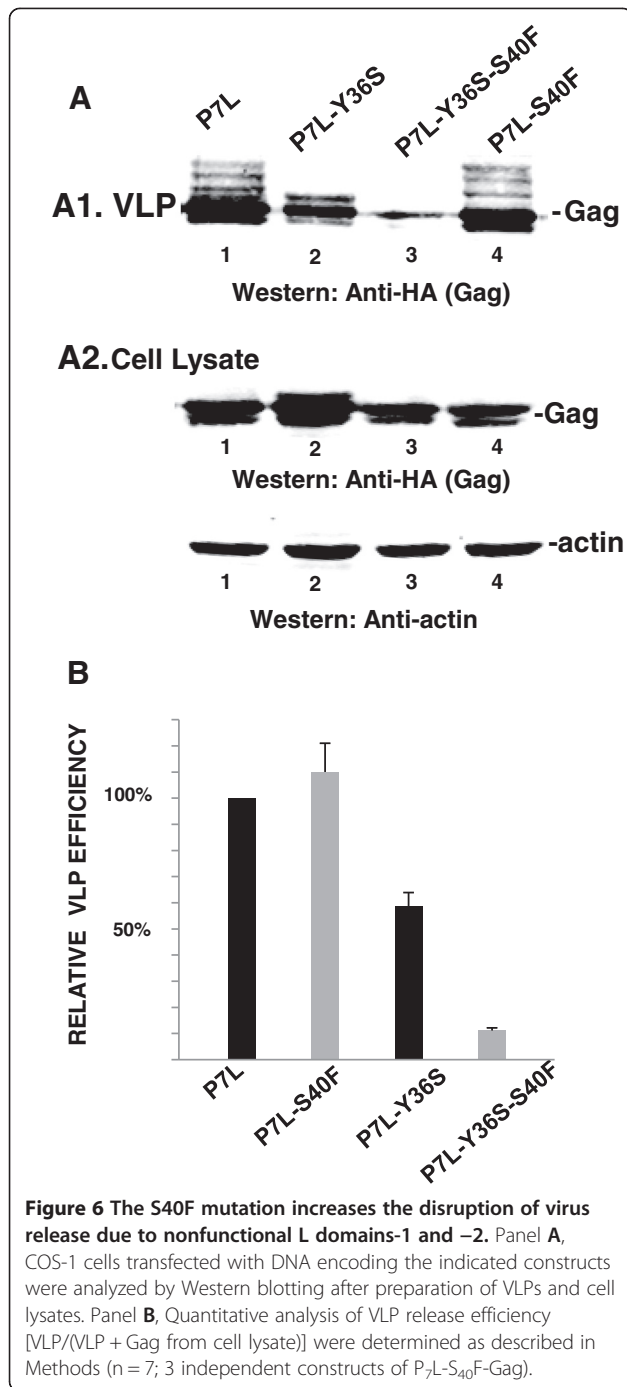 A
P7L
P7L-Y36S
P7L-Y36S-S40F
P7L-S40F
A1. VLP
-Gag
1 2 3 4
Western: Anti-HA (Gag)
A2. Cell Lysate
-Gag
1 2 3 4
Western: Anti-HA (Gag)
-actin
1 2 3 4
Western: Anti-actin
B
RELATIVE VLP EFFICIENCY
100%
50%
P7L
P7L-S40F
P7L-Y36S
P7L-Y36S-S40F
Figure 6 The S40F mutation increases the disruption of virus
release due to nonfunctional L domains-1 and −2. Panel A,
COS-1 cells transfected with DNA encoding the indicated constructs
were analyzed by Western blotting after preparation of VLPs and cell
lysates. Panel B, Quantitative analysis of VLP release efficiency
[VLP/(VLP + Gag from cell lysate)] were determined as described in
Methods (n = 7; 3 independent constructs of P₇L-S₄₀F-Gag).